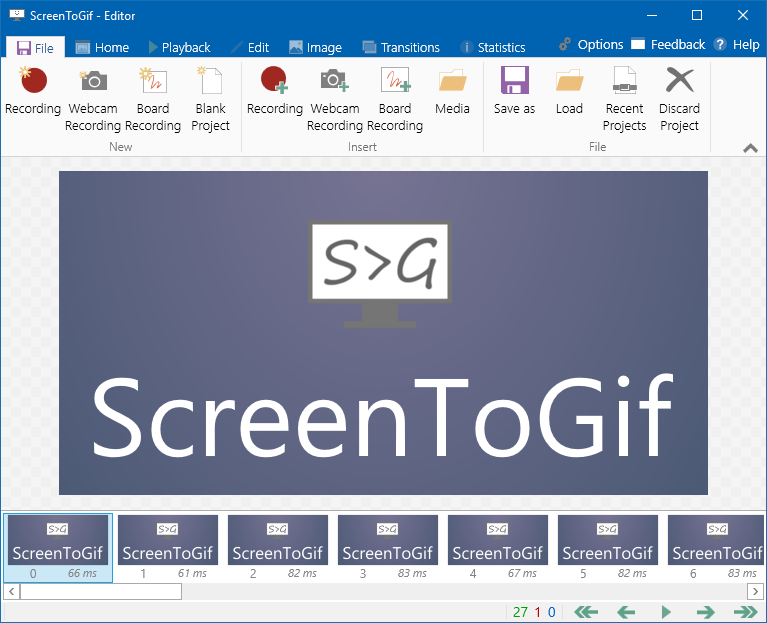 ScreenToGif - Editor
File Home Playback Edit Image Transitions Statistics Options Feedback Help
Recording Webcam Recording Board Recording Blank Project Recording Webcam Recording Board Recording Media Save as Load Recent Projects Discard Project
New Insert File
S>G
ScreenToGif
S>G S>G S>G S>G S>G S>G S>G
ScreenToGif ScreenToGif ScreenToGif ScreenToGif ScreenToGif ScreenToGif ScreenToGif
0 66 ms 1 61 ms 2 82 ms 3 83 ms 4 67 ms 5 82 ms 6 83 ms
27 1 0